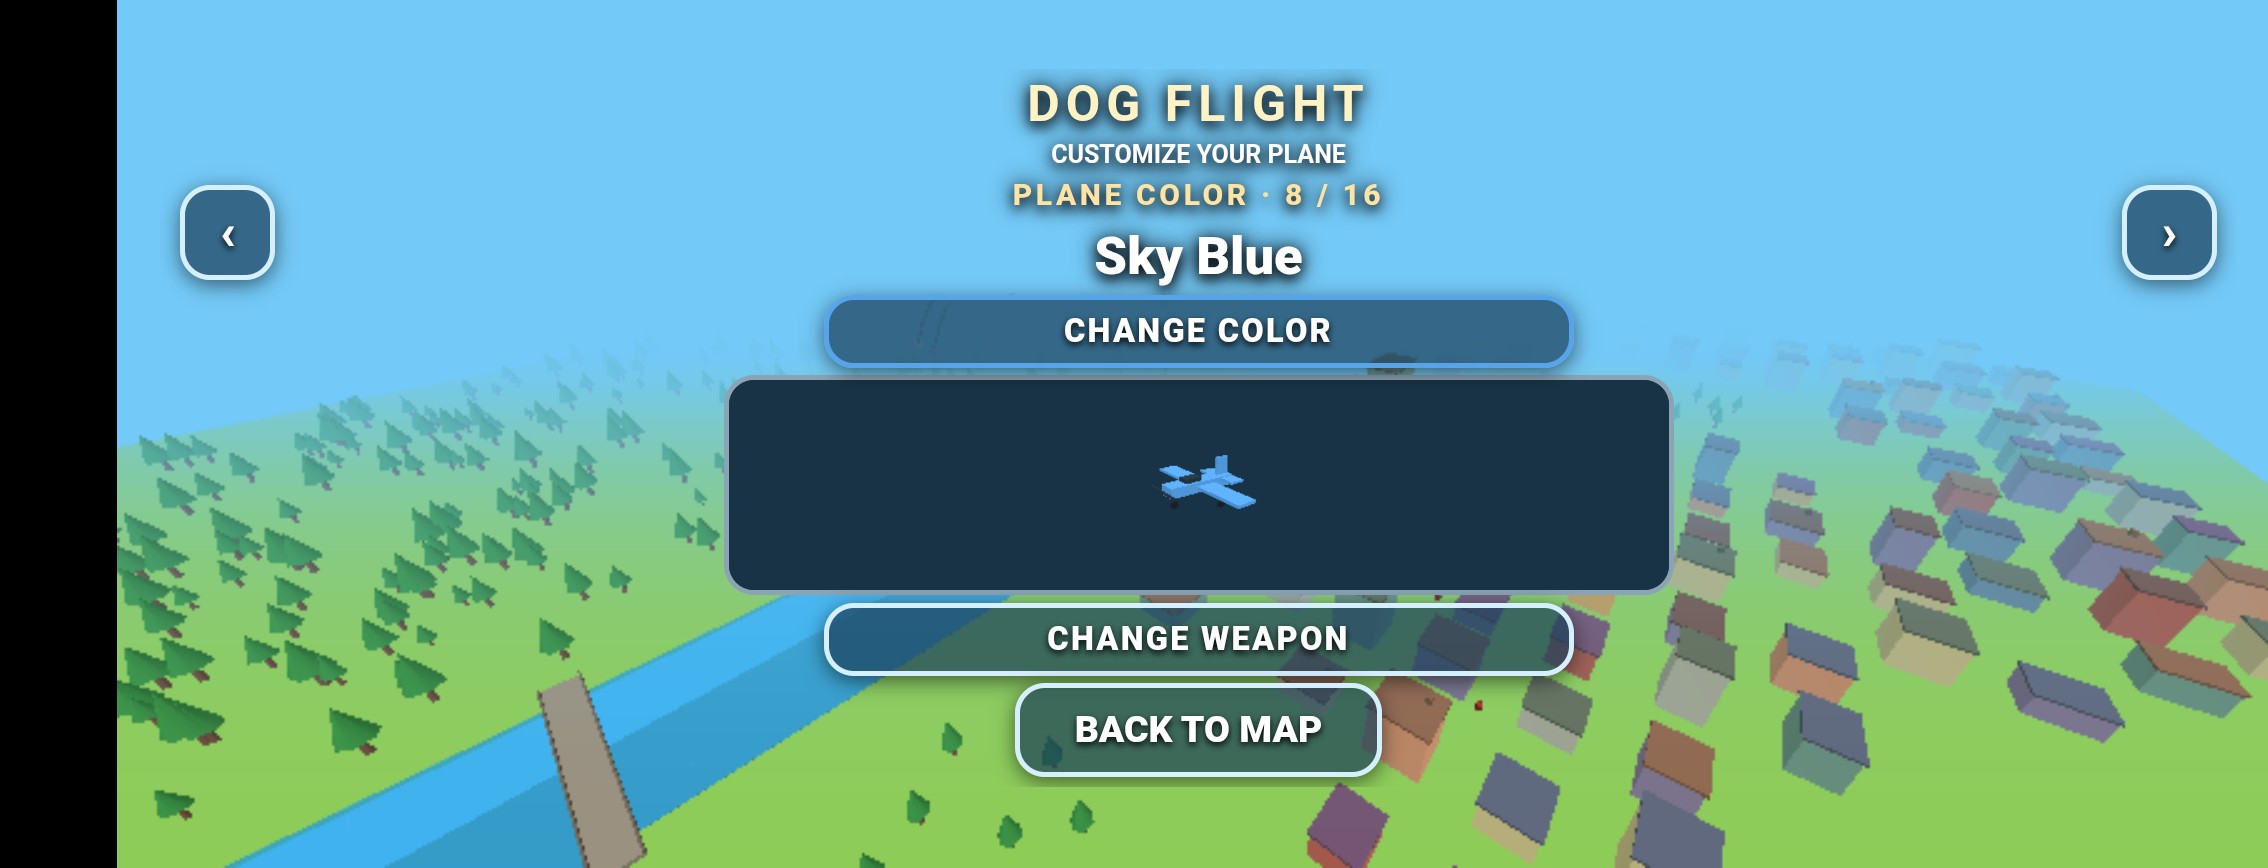 DOG FLIGHT
CUSTOMIZE YOUR PLANE
PLANE COLOR · 8 / 16
‹
›
Sky Blue
CHANGE COLOR
CHANGE WEAPON
BACK TO MAP